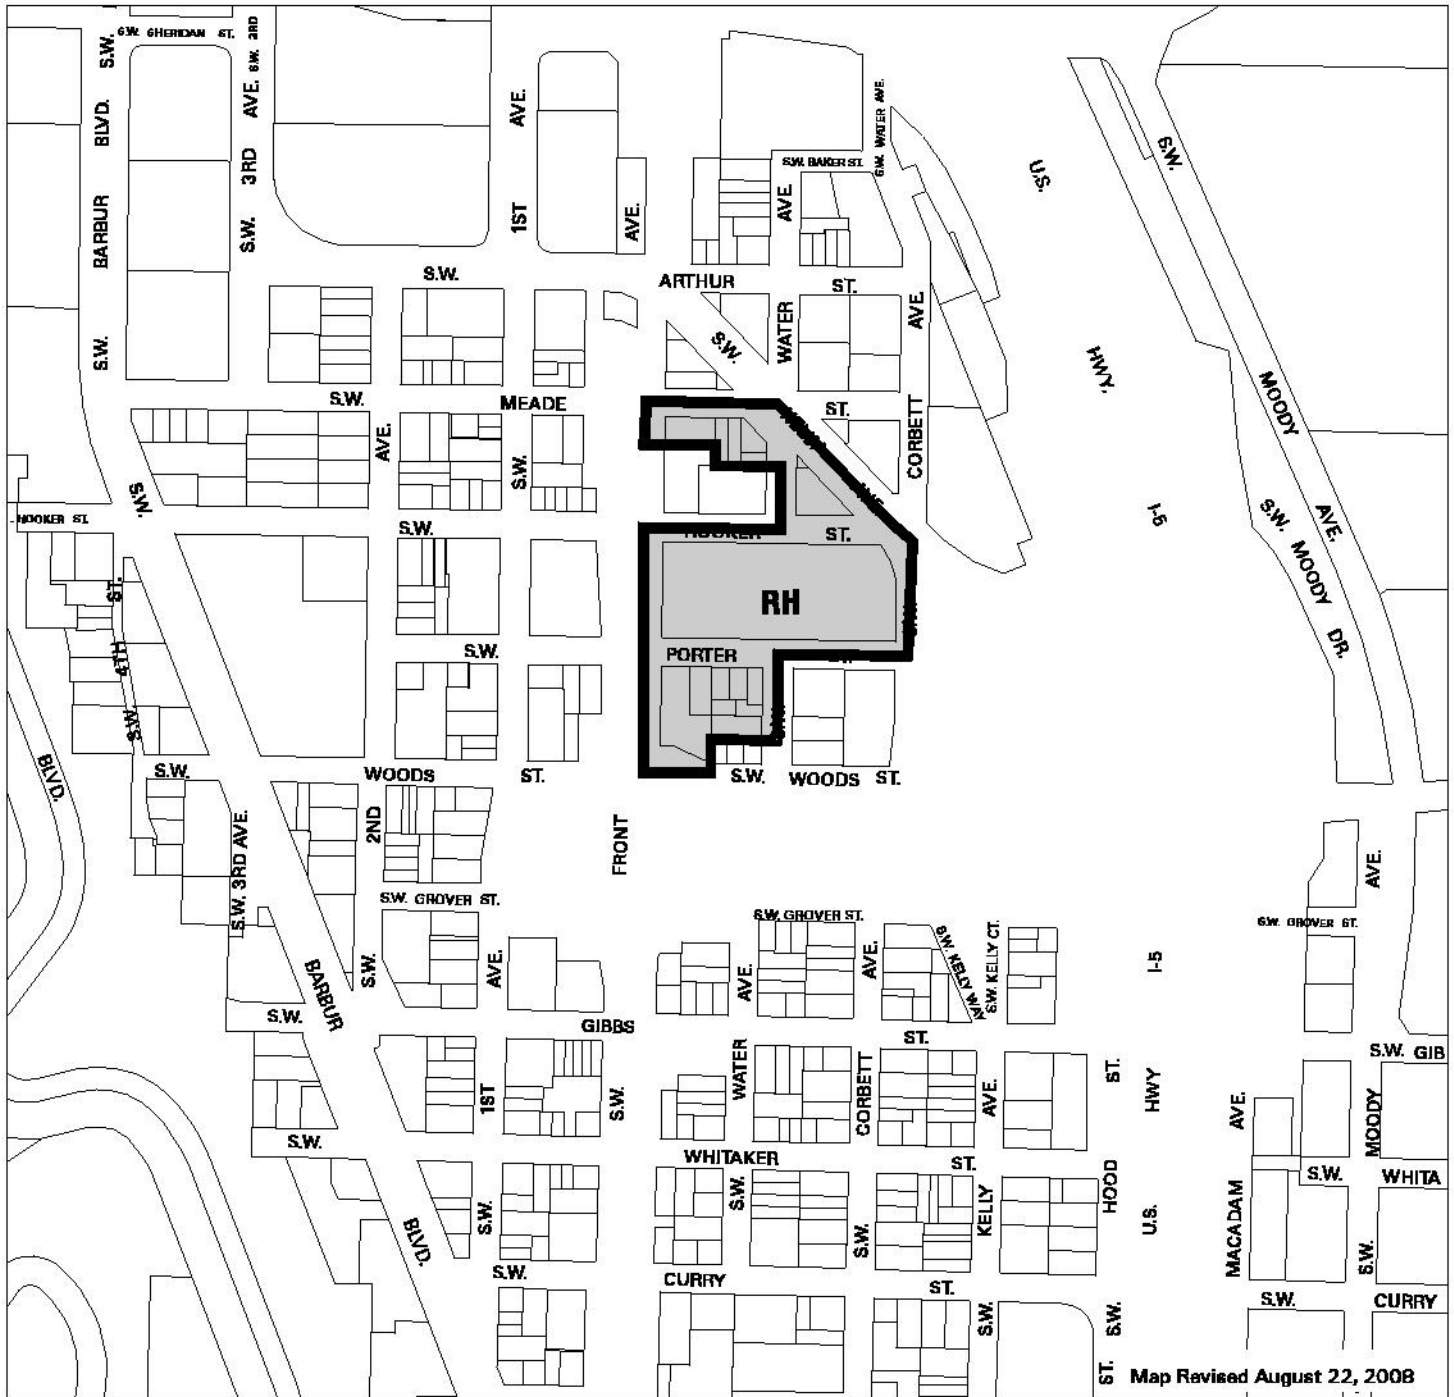 S.W. SHERIDAN ST.
S.W. 3RD
S.W.
BARBUR
BLVD.
S.W.
S.W.
3RD
AVE.
1ST
AVE.
AVE.
S.W. BAKER ST.
S.W. WATER AVE.
AVE.
U.S.
S.W.
S.W.
ARTHUR
ST.
WATER
AVE.
S.W.
HWY.
MOODY
S.W.
MEADE
ST.
CORBETT
AVE.
S.W.
S.W.
HOOKER ST.
S.W.
HOOKER
ST.
I-5
S.W. MOODY DR.
AVE.
RH
ST.
4TH
S.W.
S.W.
PORTER
BLVD.
S.W.
WOODS
ST.
S.W.
WOODS
ST.
2ND
FRONT
S.W. 3RD AVE.
AVE.
S.W. GROVER ST.
S.W. GROVER ST.
S.W. GROVER ST.
S.W. KELLY WAY
S.W. KELLY CT.
BARBUR
S.W.
AVE.
AVE.
AVE.
I-5
S.W.
GIBBS
ST.
S.W. GIB
1ST
S.W.
WATER
CORBETT
AVE.
ST.
HWY
AVE.
MOODY
S.W.
WHITAKER
ST.
S.W.
WHITA
BLVD.
S.W.
S.W.
S.W.
KELLY
HOOD
U.S.
MACADAM
S.W.
S.W.
CURRY
ST.
S.W.
CURRY
S.W.
S.W.
ST.
Map Revised August 22, 2008